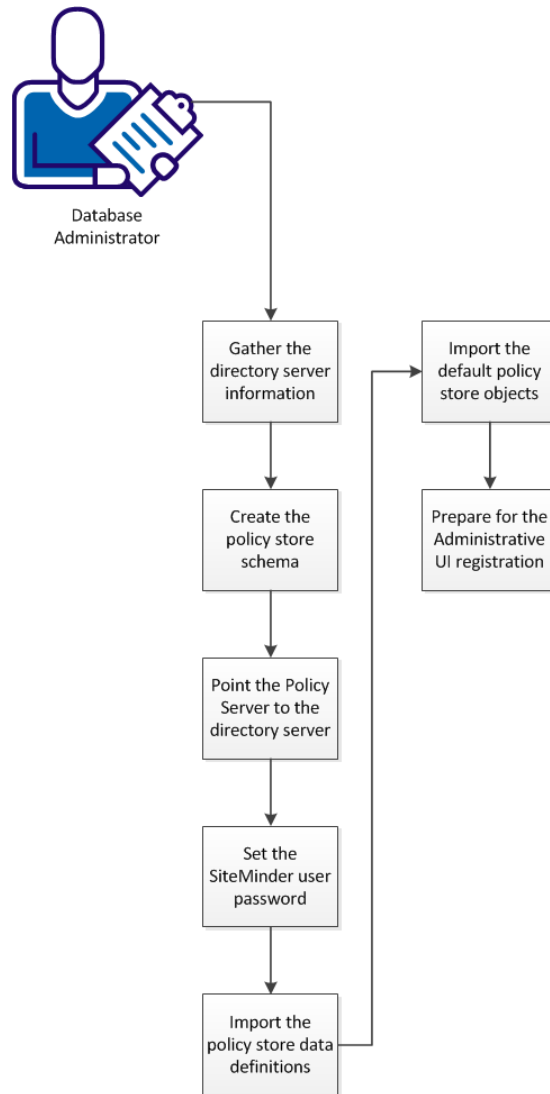 Database
Administrator
Gather the
directory server
information
Create the
policy store
schema
Point the Policy
Server to the
directory server
Set the
SiteMinder user
password
Import the
policy store data
definitions
Import the
default policy
store objects
Prepare for the
Administrative
UI registration